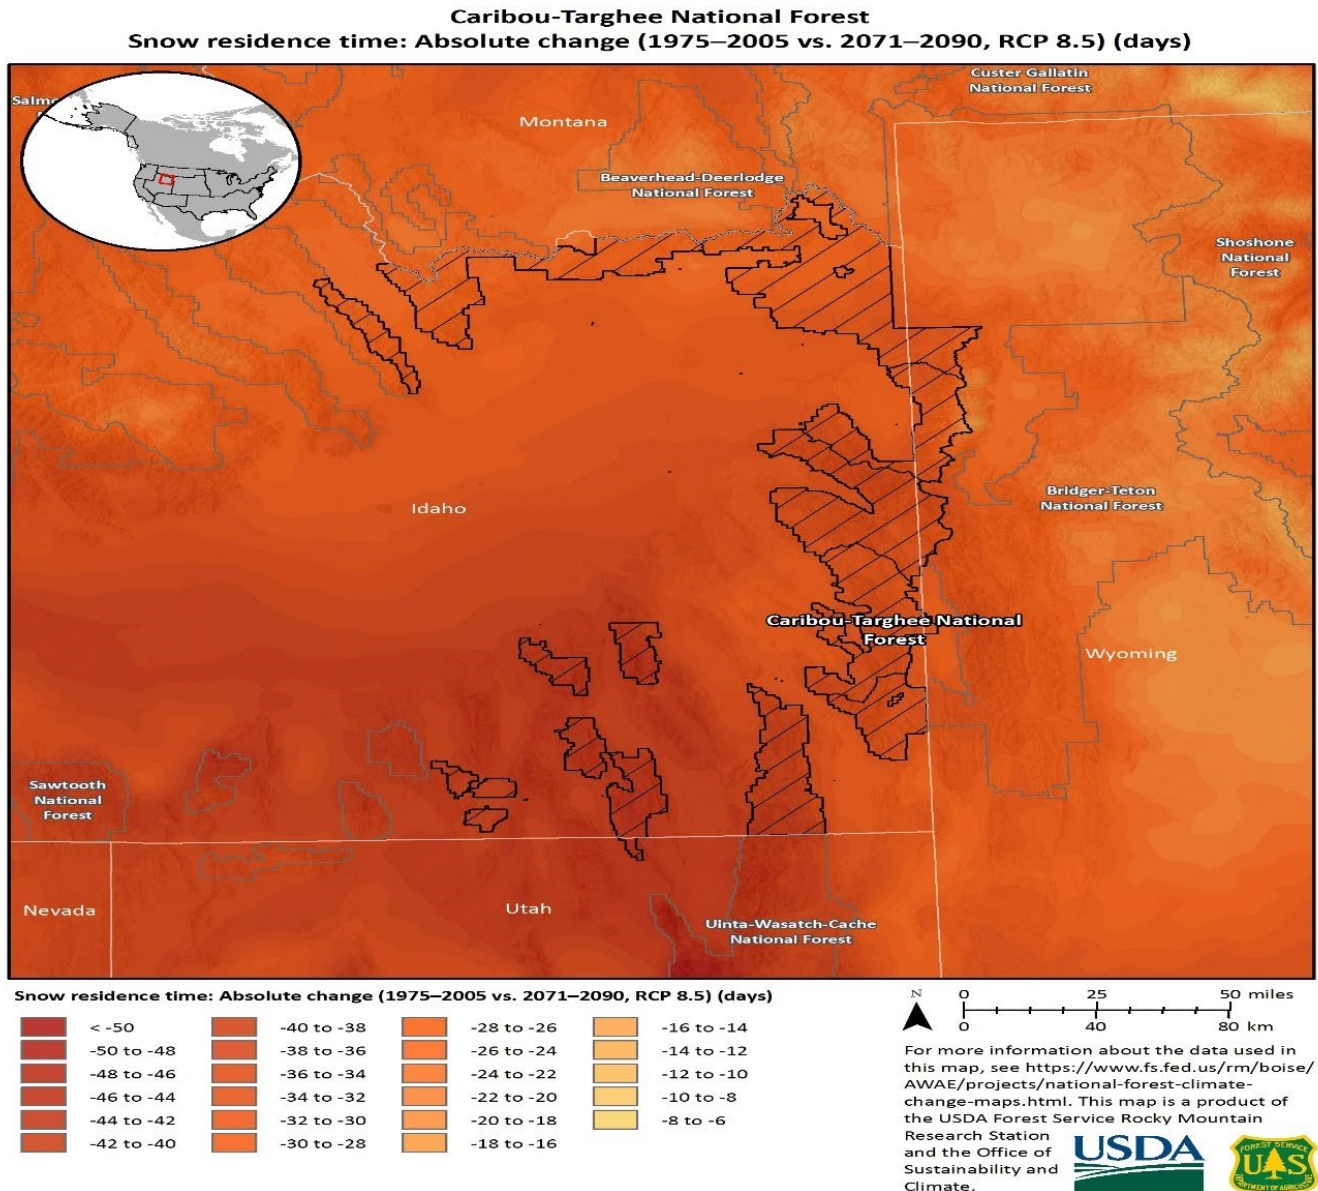 Caribou-Targhee National Forest
Snow residence time: Absolute change (1975–2005 vs. 2071–2090, RCP 8.5) (days)
Custer Gallatin
National Forest
Montana
Beaverhead-Deerlodge
National Forest
Shoshone
National
Forest
Idaho
Bridger-Teton
National Forest
Caribou-Targhee National
Forest
Wyoming
Sawtooth
National
Forest
Nevada
Utah
Uinta-Wasatch-Cache
National Forest
Snow residence time: Absolute change (1975–2005 vs. 2071–2090, RCP 8.5) (days)
< -50
-50 to -48
-48 to -46
-46 to -44
-44 to -42
-42 to -40
-40 to -38
-38 to -36
-36 to -34
-34 to -32
-32 to -30
-30 to -28
-28 to -26
-26 to -24
-24 to -22
-22 to -20
-20 to -18
-18 to -16
-16 to -14
-14 to -12
-12 to -10
-10 to -8
-8 to -6
N
0 25 50 miles
0 40 80 km
For more information about the data used in
this map, see https://www.fs.fed.us/rm/boise/
AWAE/projects/national-forest-climate-
change-maps.html. This map is a product of
the USDA Forest Service Rocky Mountain
Research Station
and the Office of
Sustainability and
Climate.
USDA
FOREST SERVICE
U S
DEPARTMENT OF AGRICULTURE